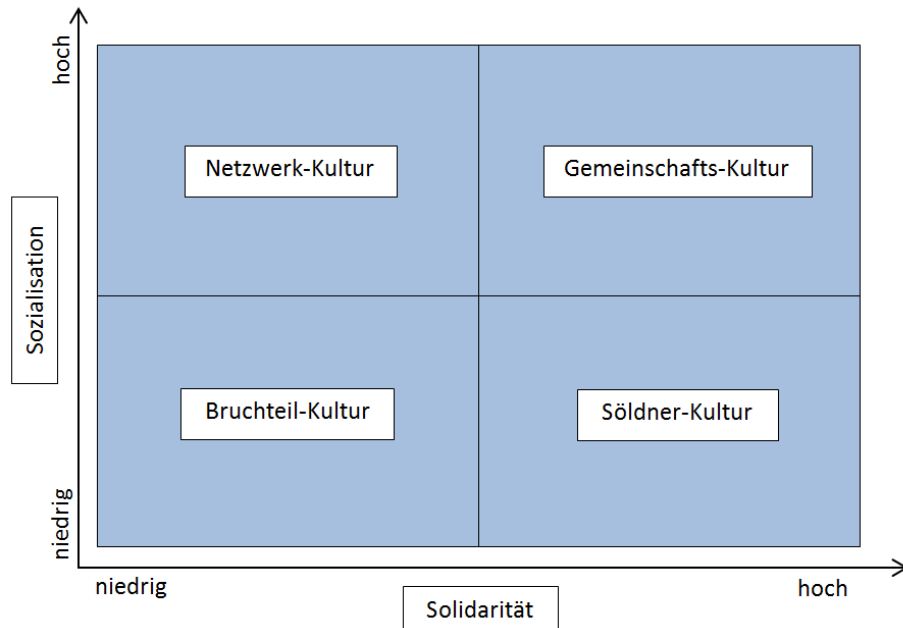 hoch
Netzwerk-Kultur
Gemeinschafts-Kultur
Sozialisation
Bruchteil-Kultur
Söldner-Kultur
niedrig
niedrig
hoch
Solidarität